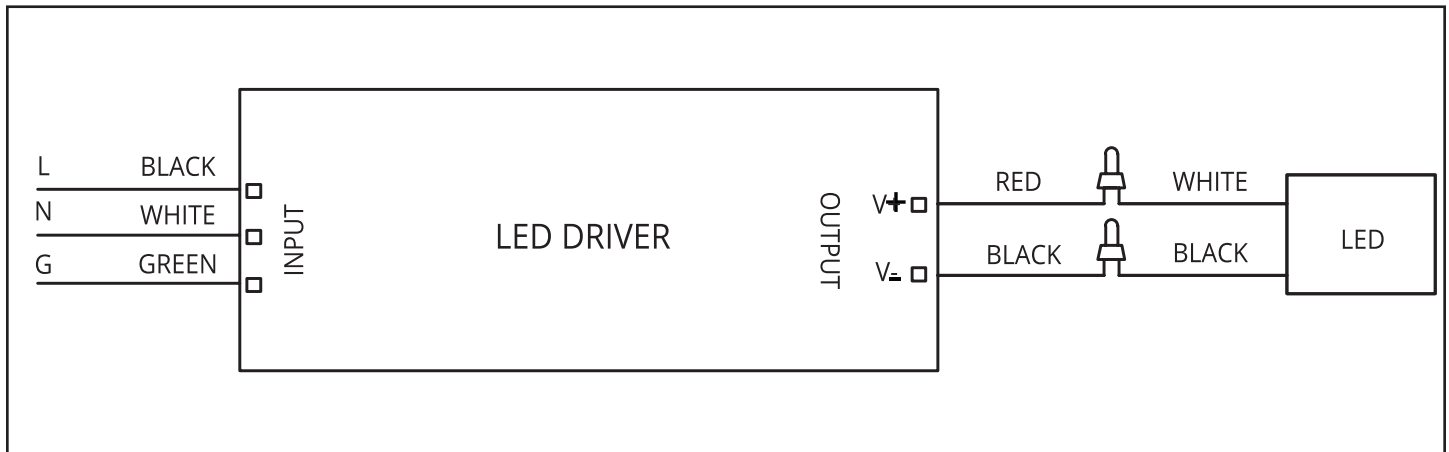 L BLACK
N WHITE
G GREEN
INPUT
LED DRIVER
OUTPUT
V+
V-
RED
WHITE
BLACK
BLACK
LED